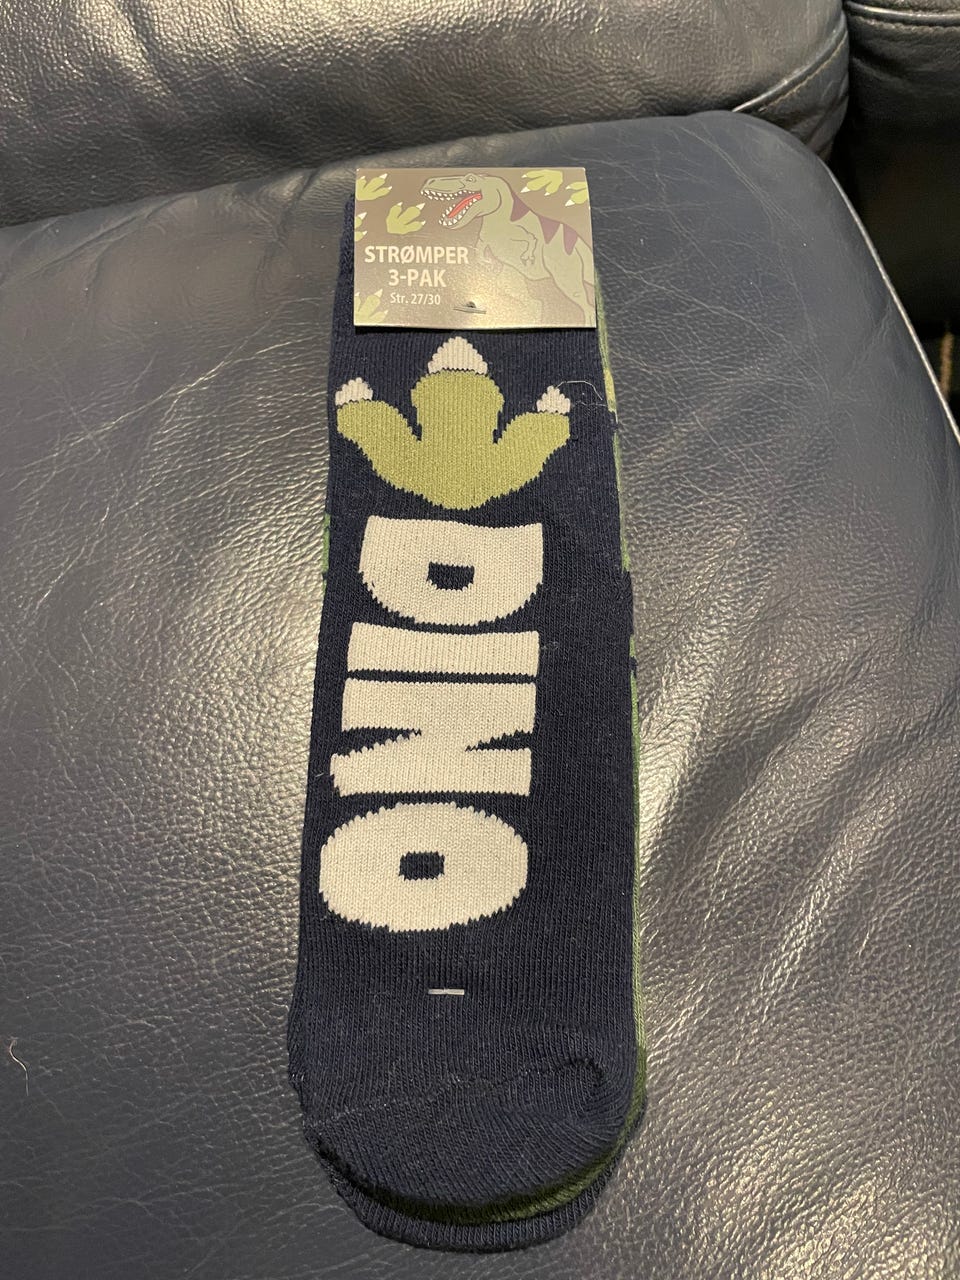 STRØMPER
3-PAK
Str. 27/30
DINO